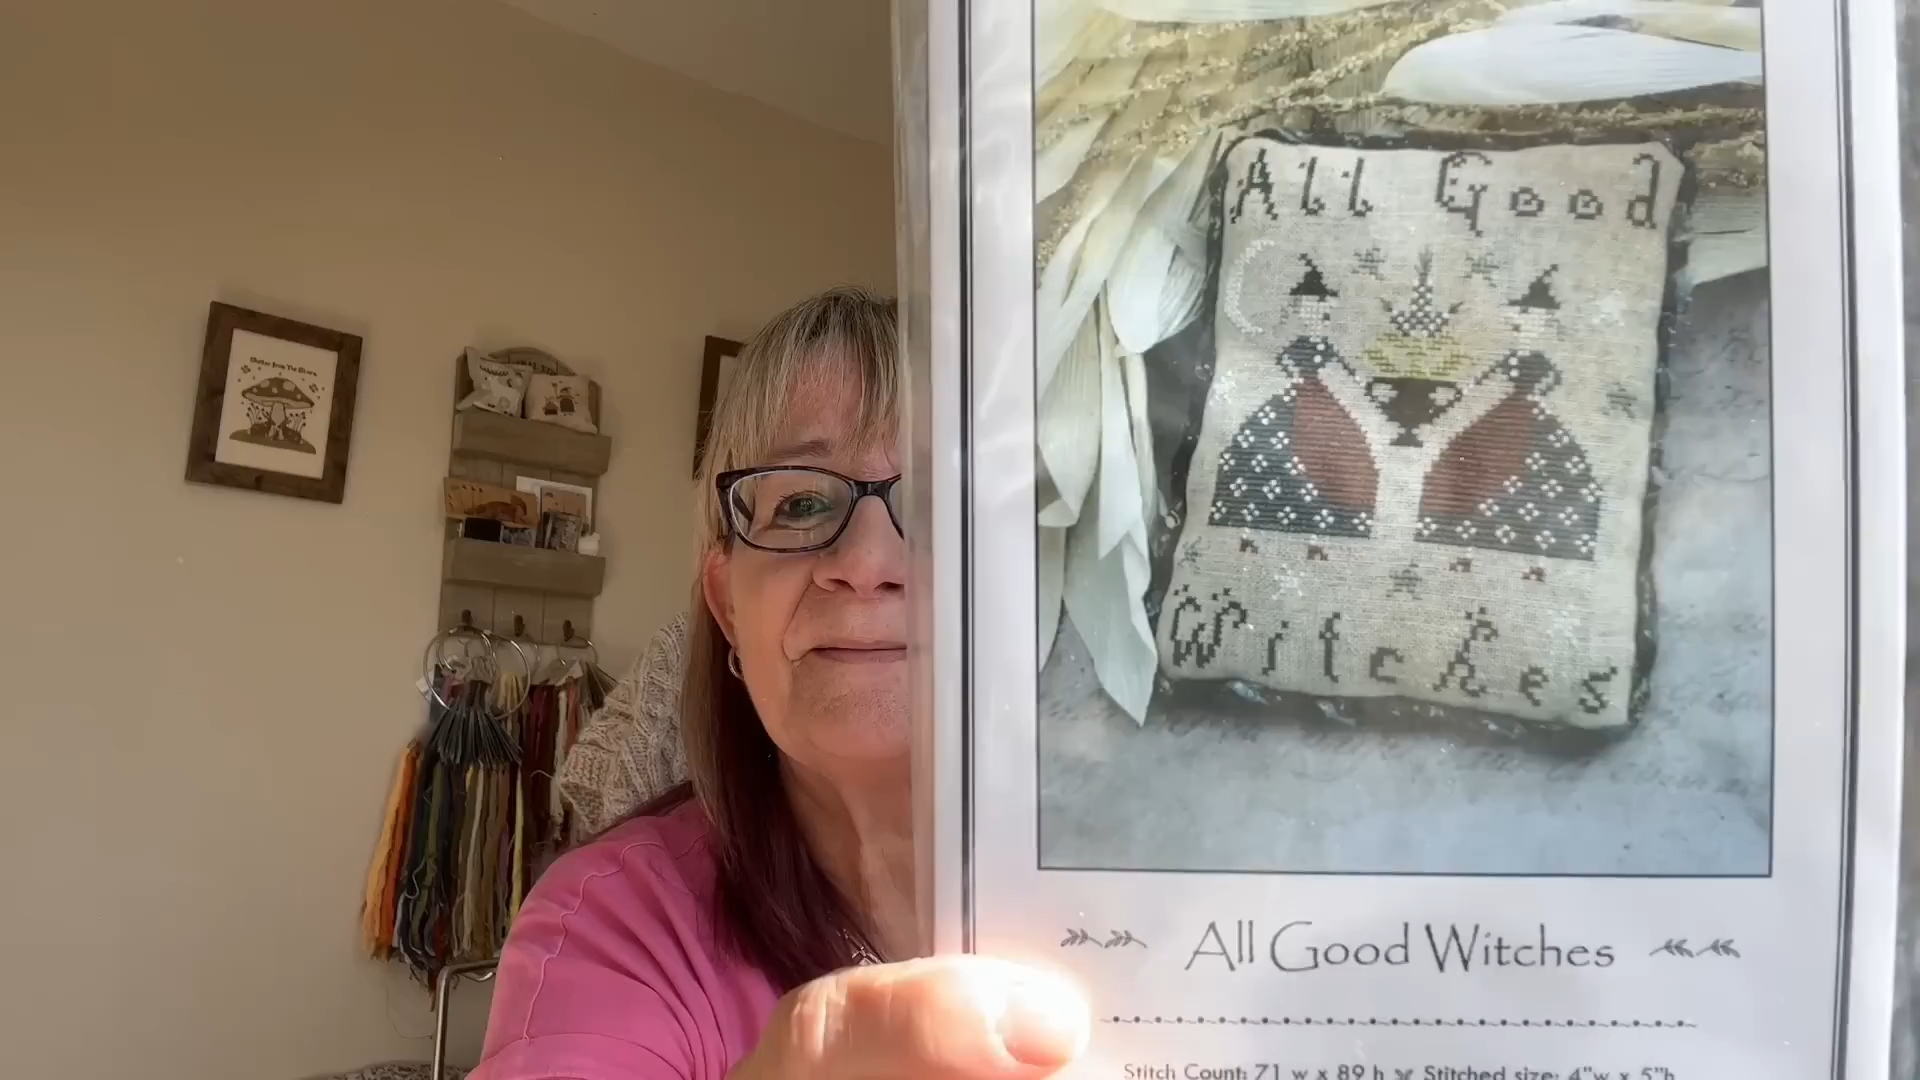 All Good
Witches
All Good Witches
Stitch Count: 71 w x 89 h Stitched size: 4"w x 5"h